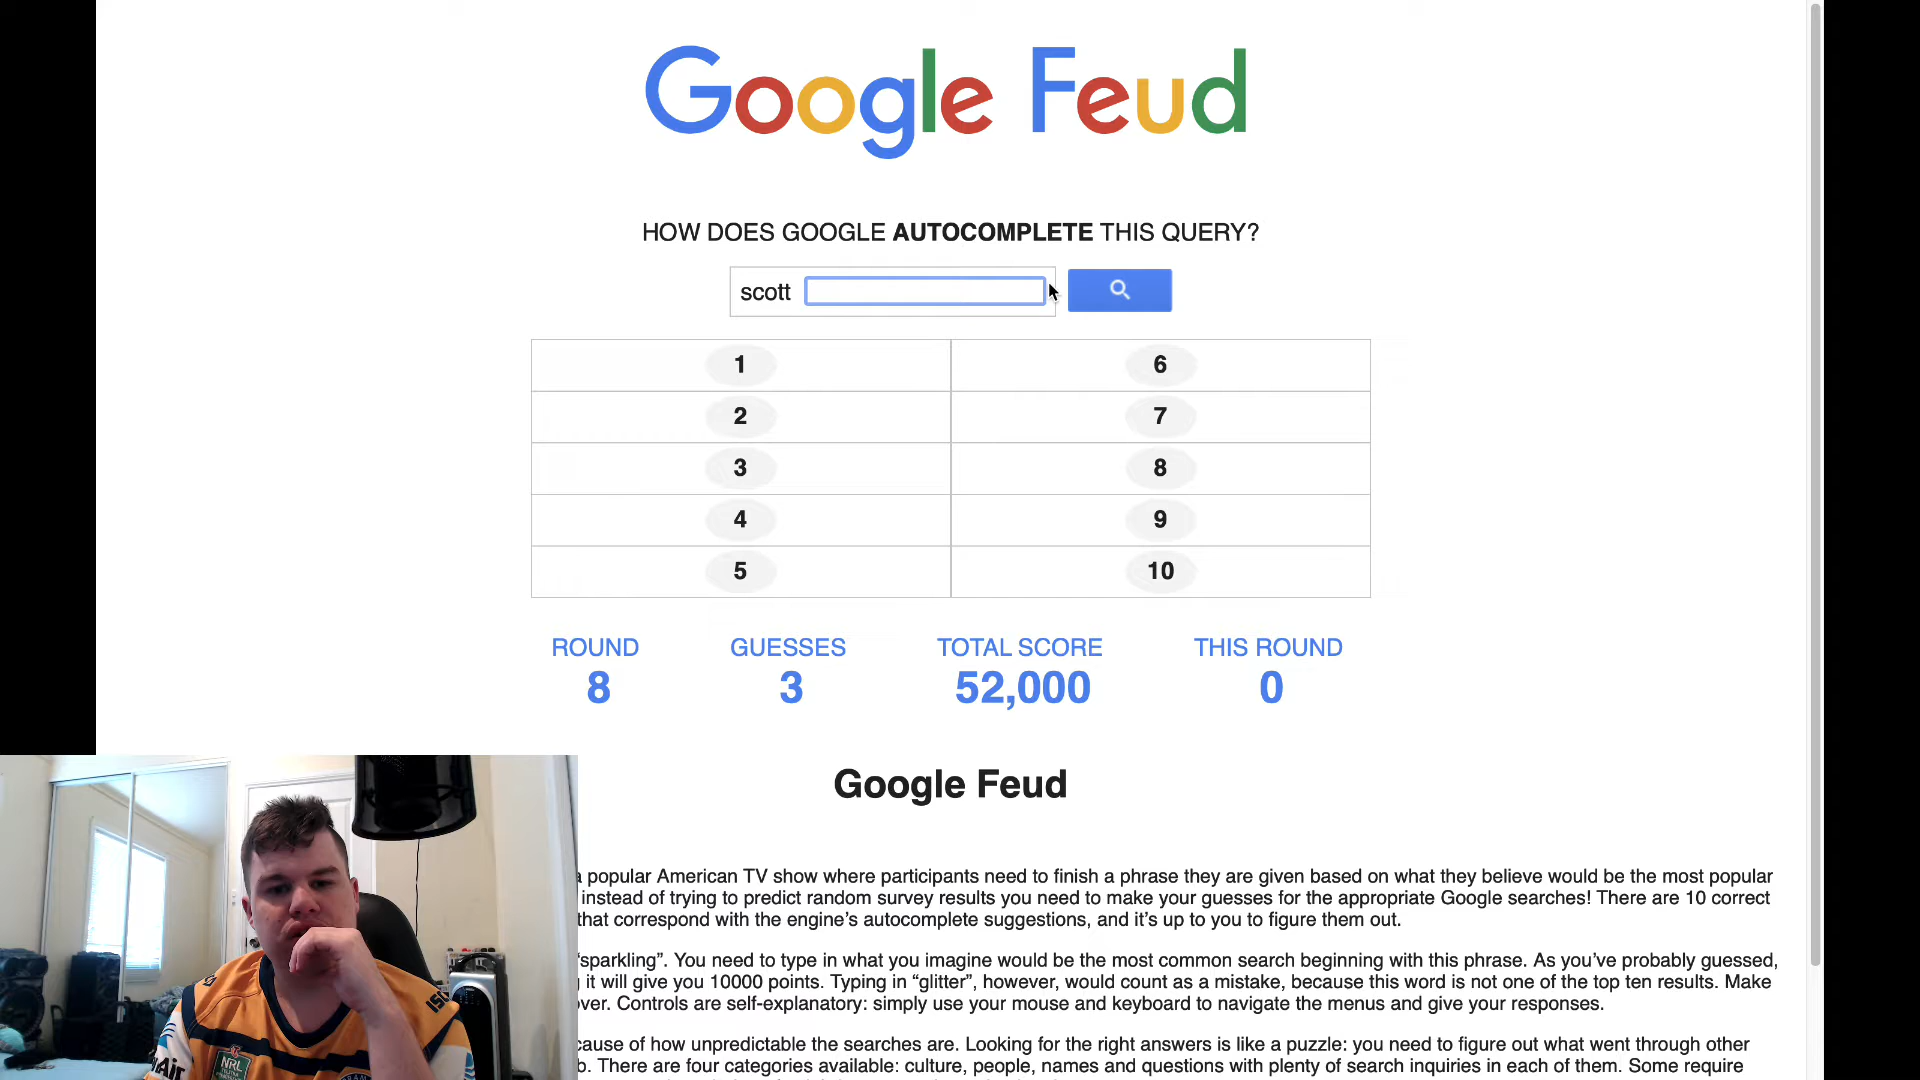 Google Feud
HOW DOES GOOGLE AUTOCOMPLETE THIS QUERY?
scott
1
6
2
7
3
8
4
9
5
10
ROUND
GUESSES
TOTAL SCORE
THIS ROUND
8
3
52,000
0
Google Feud
popular American TV show where participants need to finish a phrase they are given based on what they believe would be the most popular
instead of trying to predict random survey results you need to make your guesses for the appropriate Google searches! There are 10 correct
that correspond with the engine's autocomplete suggestions, and it's up to you to figure them out.
"sparkling". You need to type in what you imagine would be the most common search beginning with this phrase. As you've probably guessed,
it will give you 10000 points. Typing in "glitter", however, would count as a mistake, because this word is not one of the top ten results. Make
over. Controls are self-explanatory: simply use your mouse and keyboard to navigate the menus and give your responses.
cause of how unpredictable the searches are. Looking for the right answers is like a puzzle: you need to figure out what went through other
b. There are four categories available: culture, people, names and questions with plenty of search inquiries in each of them. Some require
ISC
Air
NRL